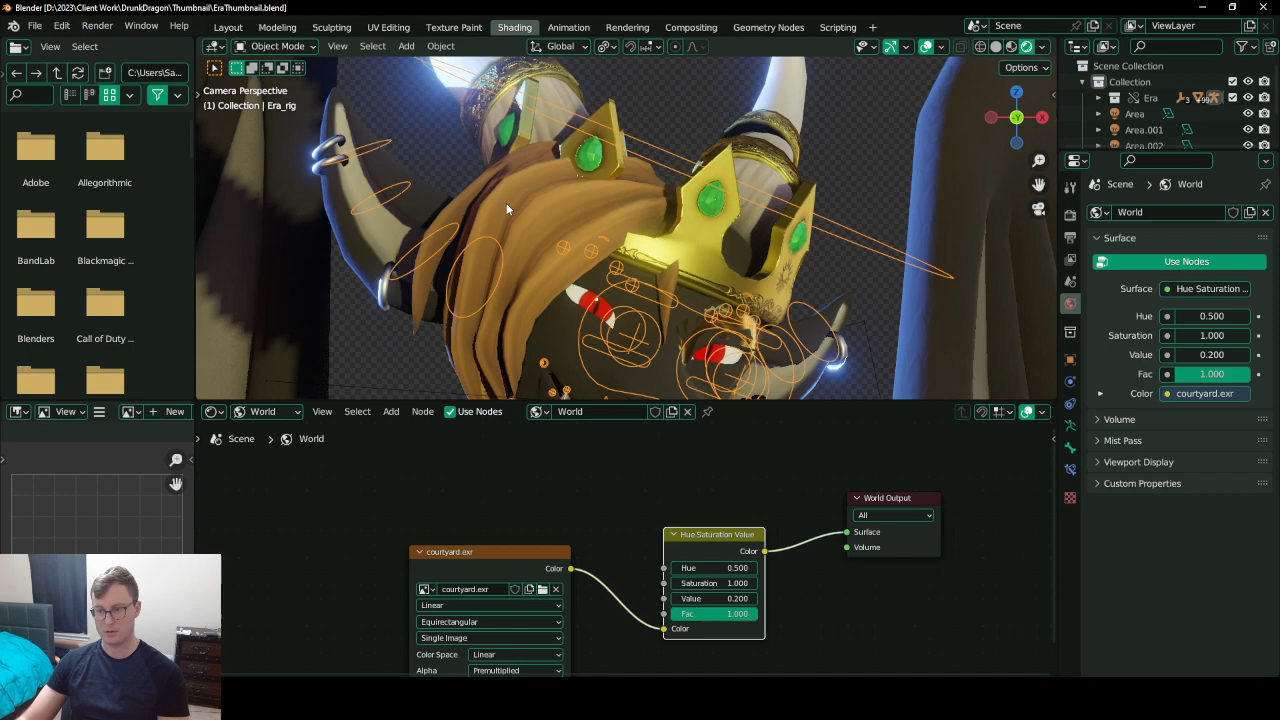 Blender [D:\2023\Client Work\DrunkDragon\Thumbnail\EraThumbnail.blend]
File Edit Render Window Help
Layout Modeling Sculpting UV Editing Texture Paint Shading Animation Rendering Compositing Geometry Nodes Scripting
Scene
ViewLayer
View Select
Object Mode View Select Add Object Global
C:\Users\Sa...
Options
Camera Perspective
(1) Collection | Era_rig
Z
X
-Y
Adobe
Allegorithmic
BandLab
Blackmagic ...
Blenders
Call of Duty ...
Scene Collection
Collection
Era
3
+99
Area
Area.001
Area.002
Scene World
World
Surface
Use Nodes
Surface Hue Saturation ...
Hue 0.500
Saturation 1.000
Value 0.200
Fac 1.000
Color courtyard.exr
Volume
Mist Pass
Viewport Display
Custom Properties
View New
World View Select Add Node Use Nodes World
Scene World
courtyard.exr
Color
courtyard.exr
Linear
Equirectangular
Single Image
Color Space Linear
Alpha Premultiplied
Hue Saturation Value
Color
Hue 0.500
Saturation 1.000
Value 0.200
Fac 1.000
Color
World Output
All
Surface
Volume